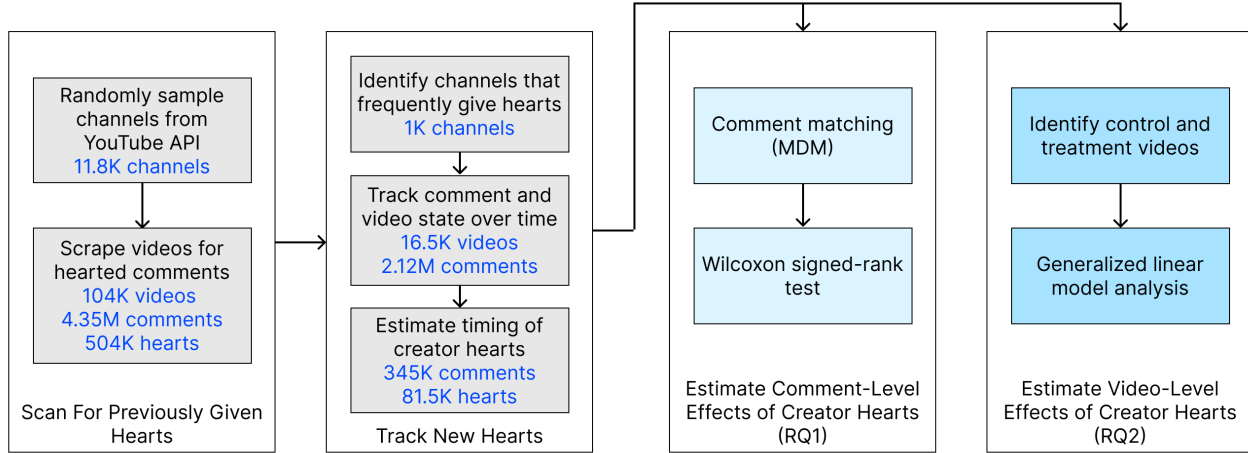 Randomly sample
channels from
YouTube API
11.8K channels
Scrape videos for
hearted comments
104K videos
4.35M comments
504K hearts
Scan For Previously Given
Hearts
Identify channels that
frequently give hearts
1K channels
Track comment and
video state over time
16.5K videos
2.12M comments
Estimate timing of
creator hearts
345K comments
81.5K hearts
Track New Hearts
Comment matching
(MDM)
Wilcoxon signed-rank
test
Estimate Comment-Level
Effects of Creator Hearts
(RQ1)
Identify control and
treatment videos
Generalized linear
model analysis
Estimate Video-Level
Effects of Creator Hearts
(RQ2)